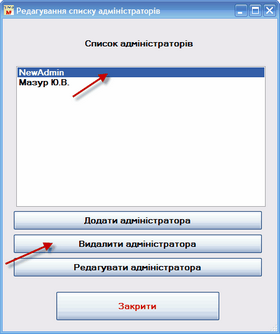 Редагування списку адміністраторів
Список адміністраторів
NewAdmin
Мазур Ю.В.
Додати адміністратора
Видалити адміністратора
Редагувати адміністратора
Закрити